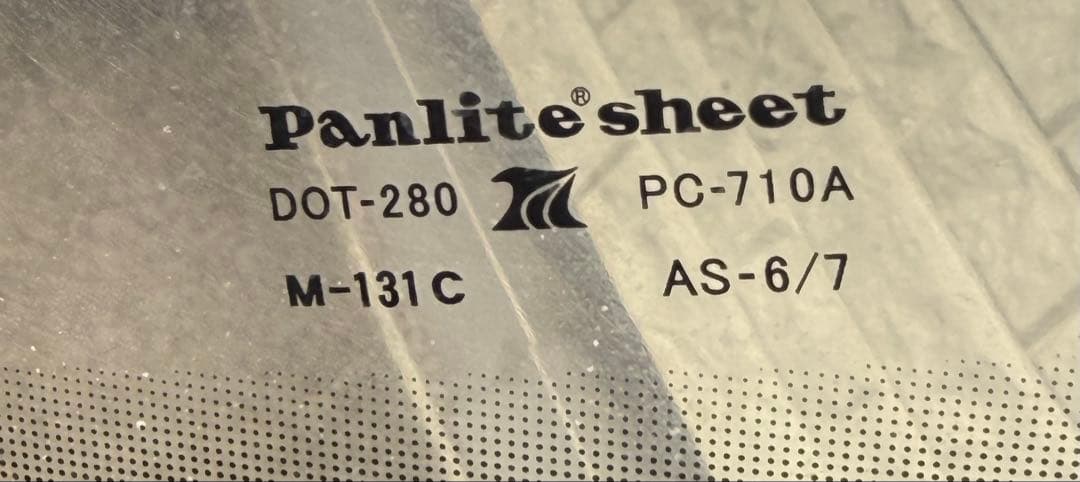 Panlite® sheet
DOT-280 PC-710A
M-131C AS-6/7